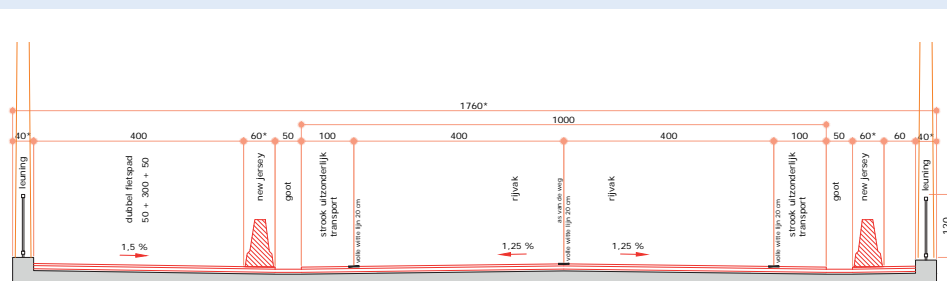 1760*
1000
40* 400 60* 50 100 400 400 100 50 60* 60 40*
leuning
dubbel fietspad
50 + 300 + 50
new jersey
goot
strook uitzonderlijk
transport
volle witte lijn 20 cm
rijvak
as van de weg
volle witte lijn 20 cm
rijvak
volle witte lijn 20 cm
strook uitzonderlijk
transport
goot
new jersey
leuning
120
1,5 %
1,25 %
1,25 %